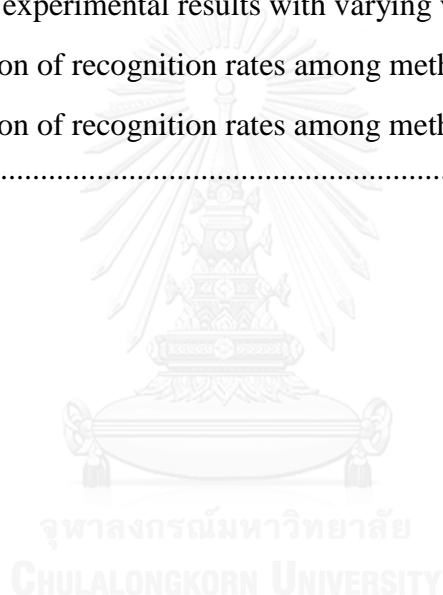 experimental results with varying
on of recognition rates among meth
on of recognition rates among meth
................................................................
จุฬาลงกรณ์มหาวิทยาลัย
CHULALONGKORN UNIVERSITY